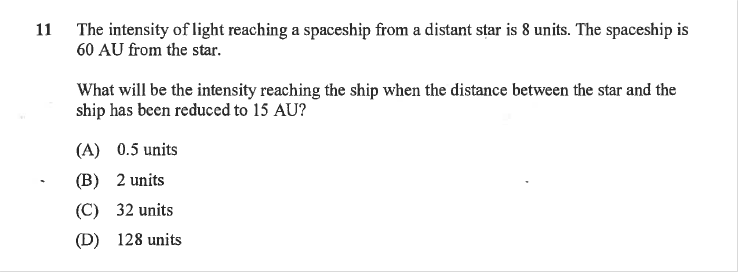 11 The intensity of light reaching a spaceship from a distant star is 8 units. The spaceship is
60 AU from the star.
What will be the intensity reaching the ship when the distance between the star and the
ship has been reduced to 15 AU?
(A) 0.5 units
(B) 2 units
(C) 32 units
(D) 128 units